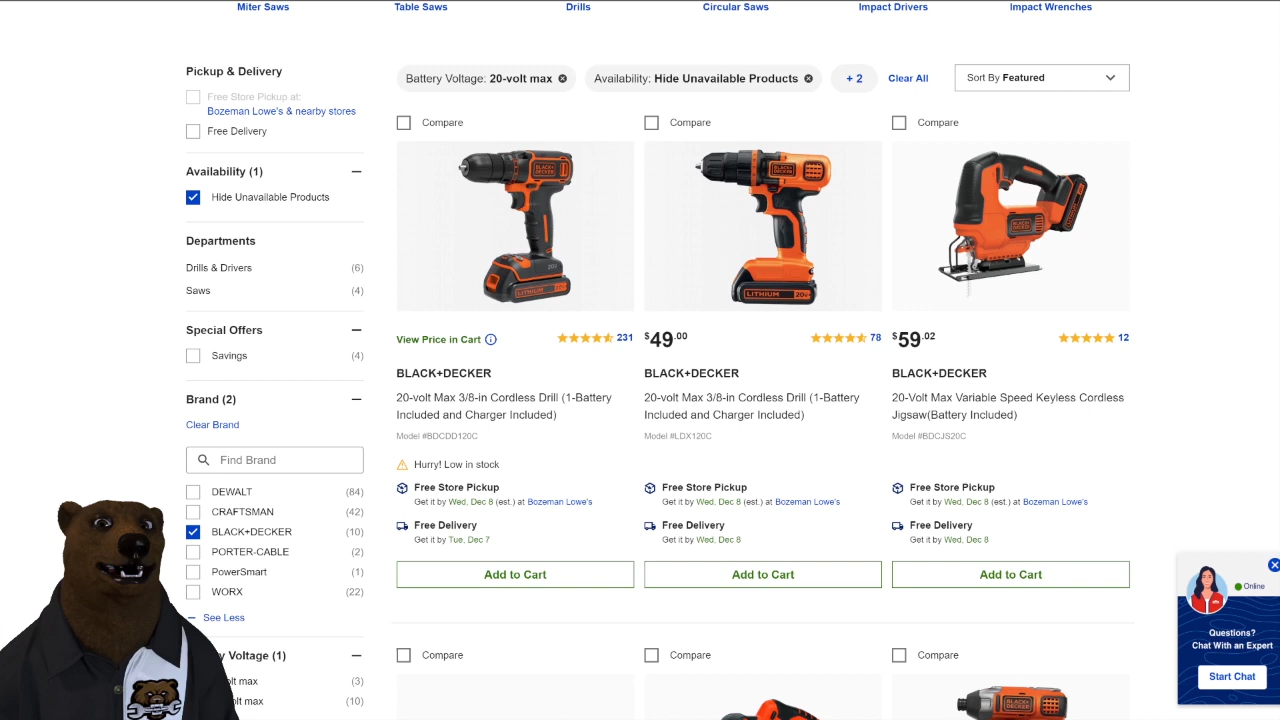 Miter Saws
Table Saws
Drills
Circular Saws
Impact Drivers
Impact Wrenches
Pickup & Delivery
Free Store Pickup at:
Bozeman Lowe's & nearby stores
Free Delivery
Availability (1)
Hide Unavailable Products
Departments
Drills & Drivers (6)
Saws (4)
Special Offers
Savings (4)
Brand (2)
Clear Brand
Find Brand
DEWALT (84)
CRAFTSMAN (42)
BLACK+DECKER (10)
PORTER-CABLE (2)
PowerSmart (1)
WORX (22)
See Less
y Voltage (1)
olt max (3)
olt max (10)
Battery Voltage: 20-volt max
Availability: Hide Unavailable Products
+ 2
Clear All
Sort By Featured
Compare
BLACK+
DECKER
View Price in Cart
231
BLACK+DECKER
20-volt Max 3/8-in Cordless Drill (1-Battery
Included and Charger Included)
Model #BDCDD120C
Hurry! Low in stock
Free Store Pickup
Get it by Wed, Dec 8 (est.) at Bozeman Lowe's
Free Delivery
Get it by Tue, Dec 7
Add to Cart
Compare
BLACK+
DECKER
LITHIUM
$49.00
78
BLACK+DECKER
20-volt Max 3/8-in Cordless Drill (1-Battery
Included and Charger Included)
Model #LDX120C
Free Store Pickup
Get it by Wed, Dec 8 (est.) at Bozeman Lowe's
Free Delivery
Get it by Wed, Dec 8
Add to Cart
Compare
BLACK+
DECKER
$59.02
12
BLACK+DECKER
20-Volt Max Variable Speed Keyless Cordless
Jigsaw(Battery Included)
Model #BDCJS20C
Free Store Pickup
Get it by Wed, Dec 8 (est.) at Bozeman Lowe's
Free Delivery
Get it by Wed, Dec 8
Add to Cart
Compare
Compare
Compare
Online
Questions?
Chat With an Expert
Start Chat